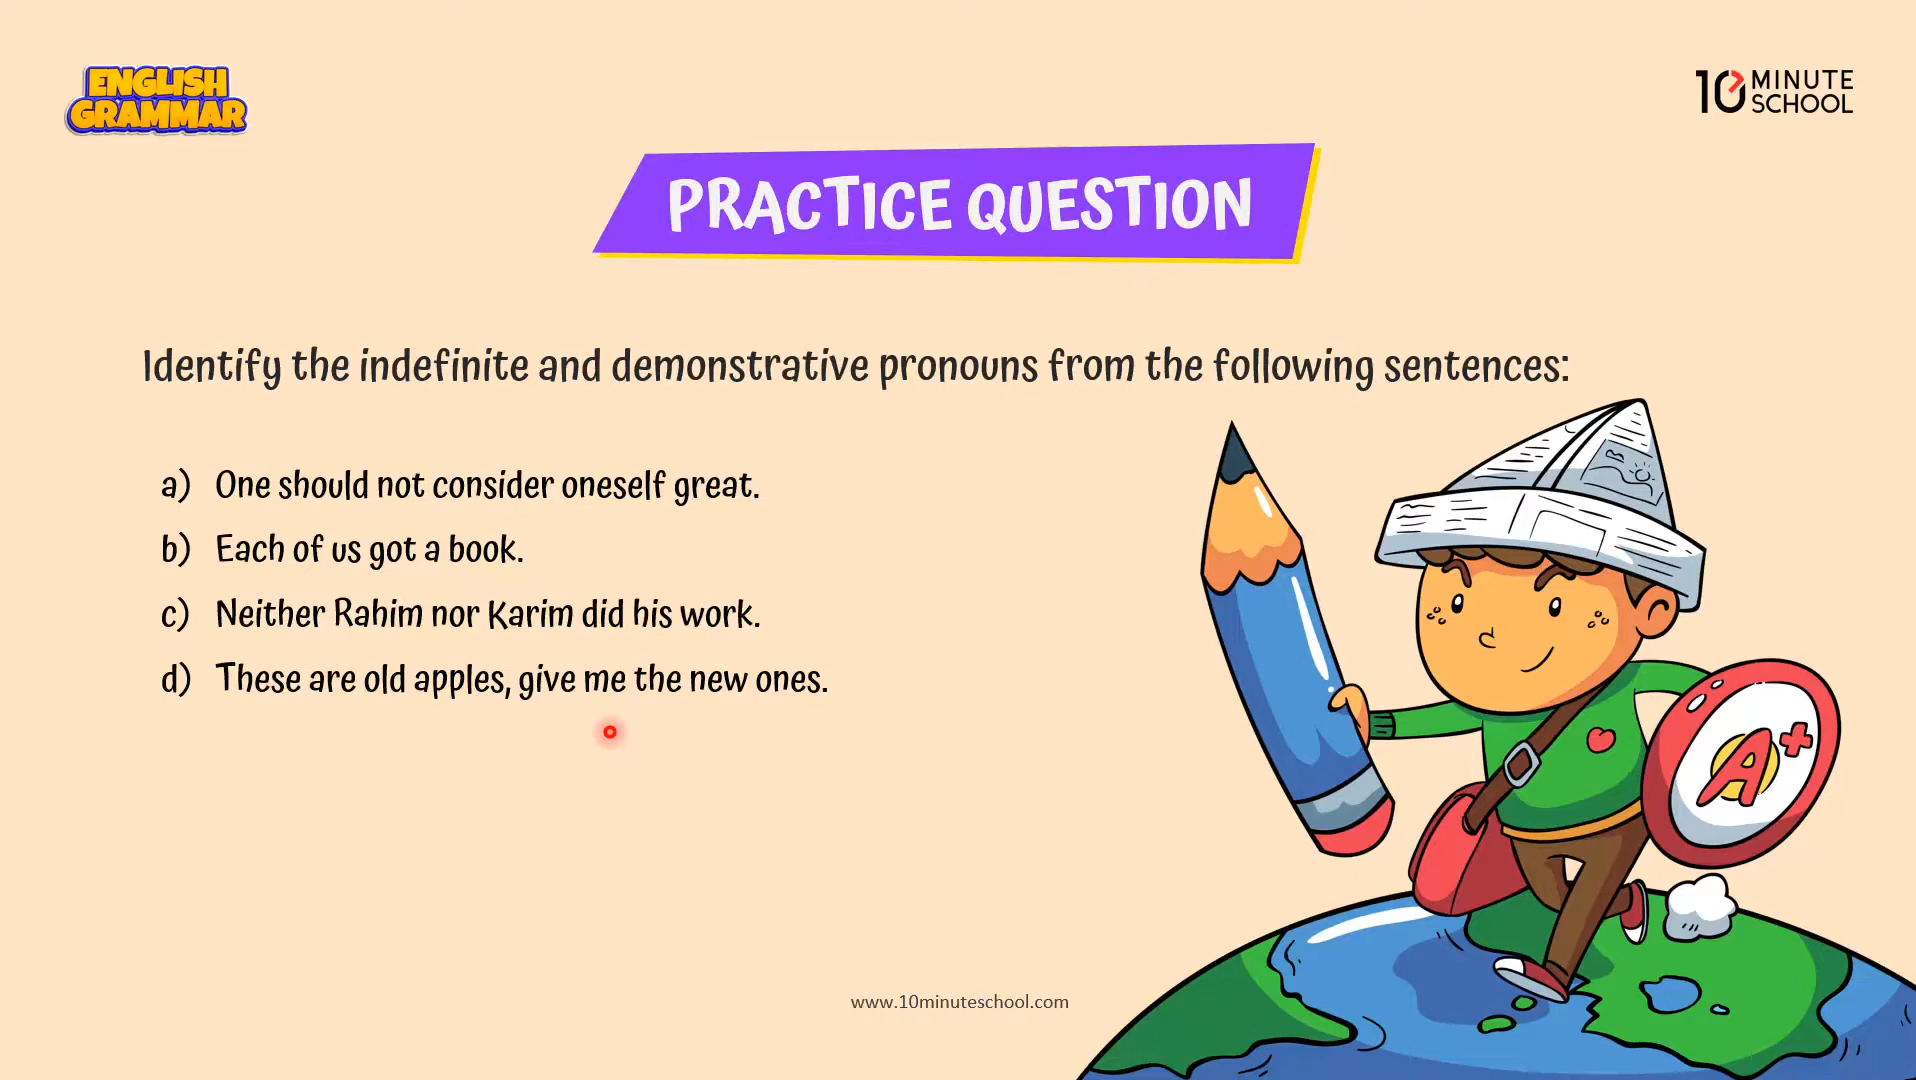 ENGLISH
GRAMMAR
10 MINUTE
SCHOOL
PRACTICE QUESTION
Identify the indefinite and demonstrative pronouns from the following sentences:
a) One should not consider oneself great.
b) Each of us got a book.
c) Neither Rahim nor Karim did his work.
d) These are old apples, give me the new ones.
A+
www.10minuteschool.com